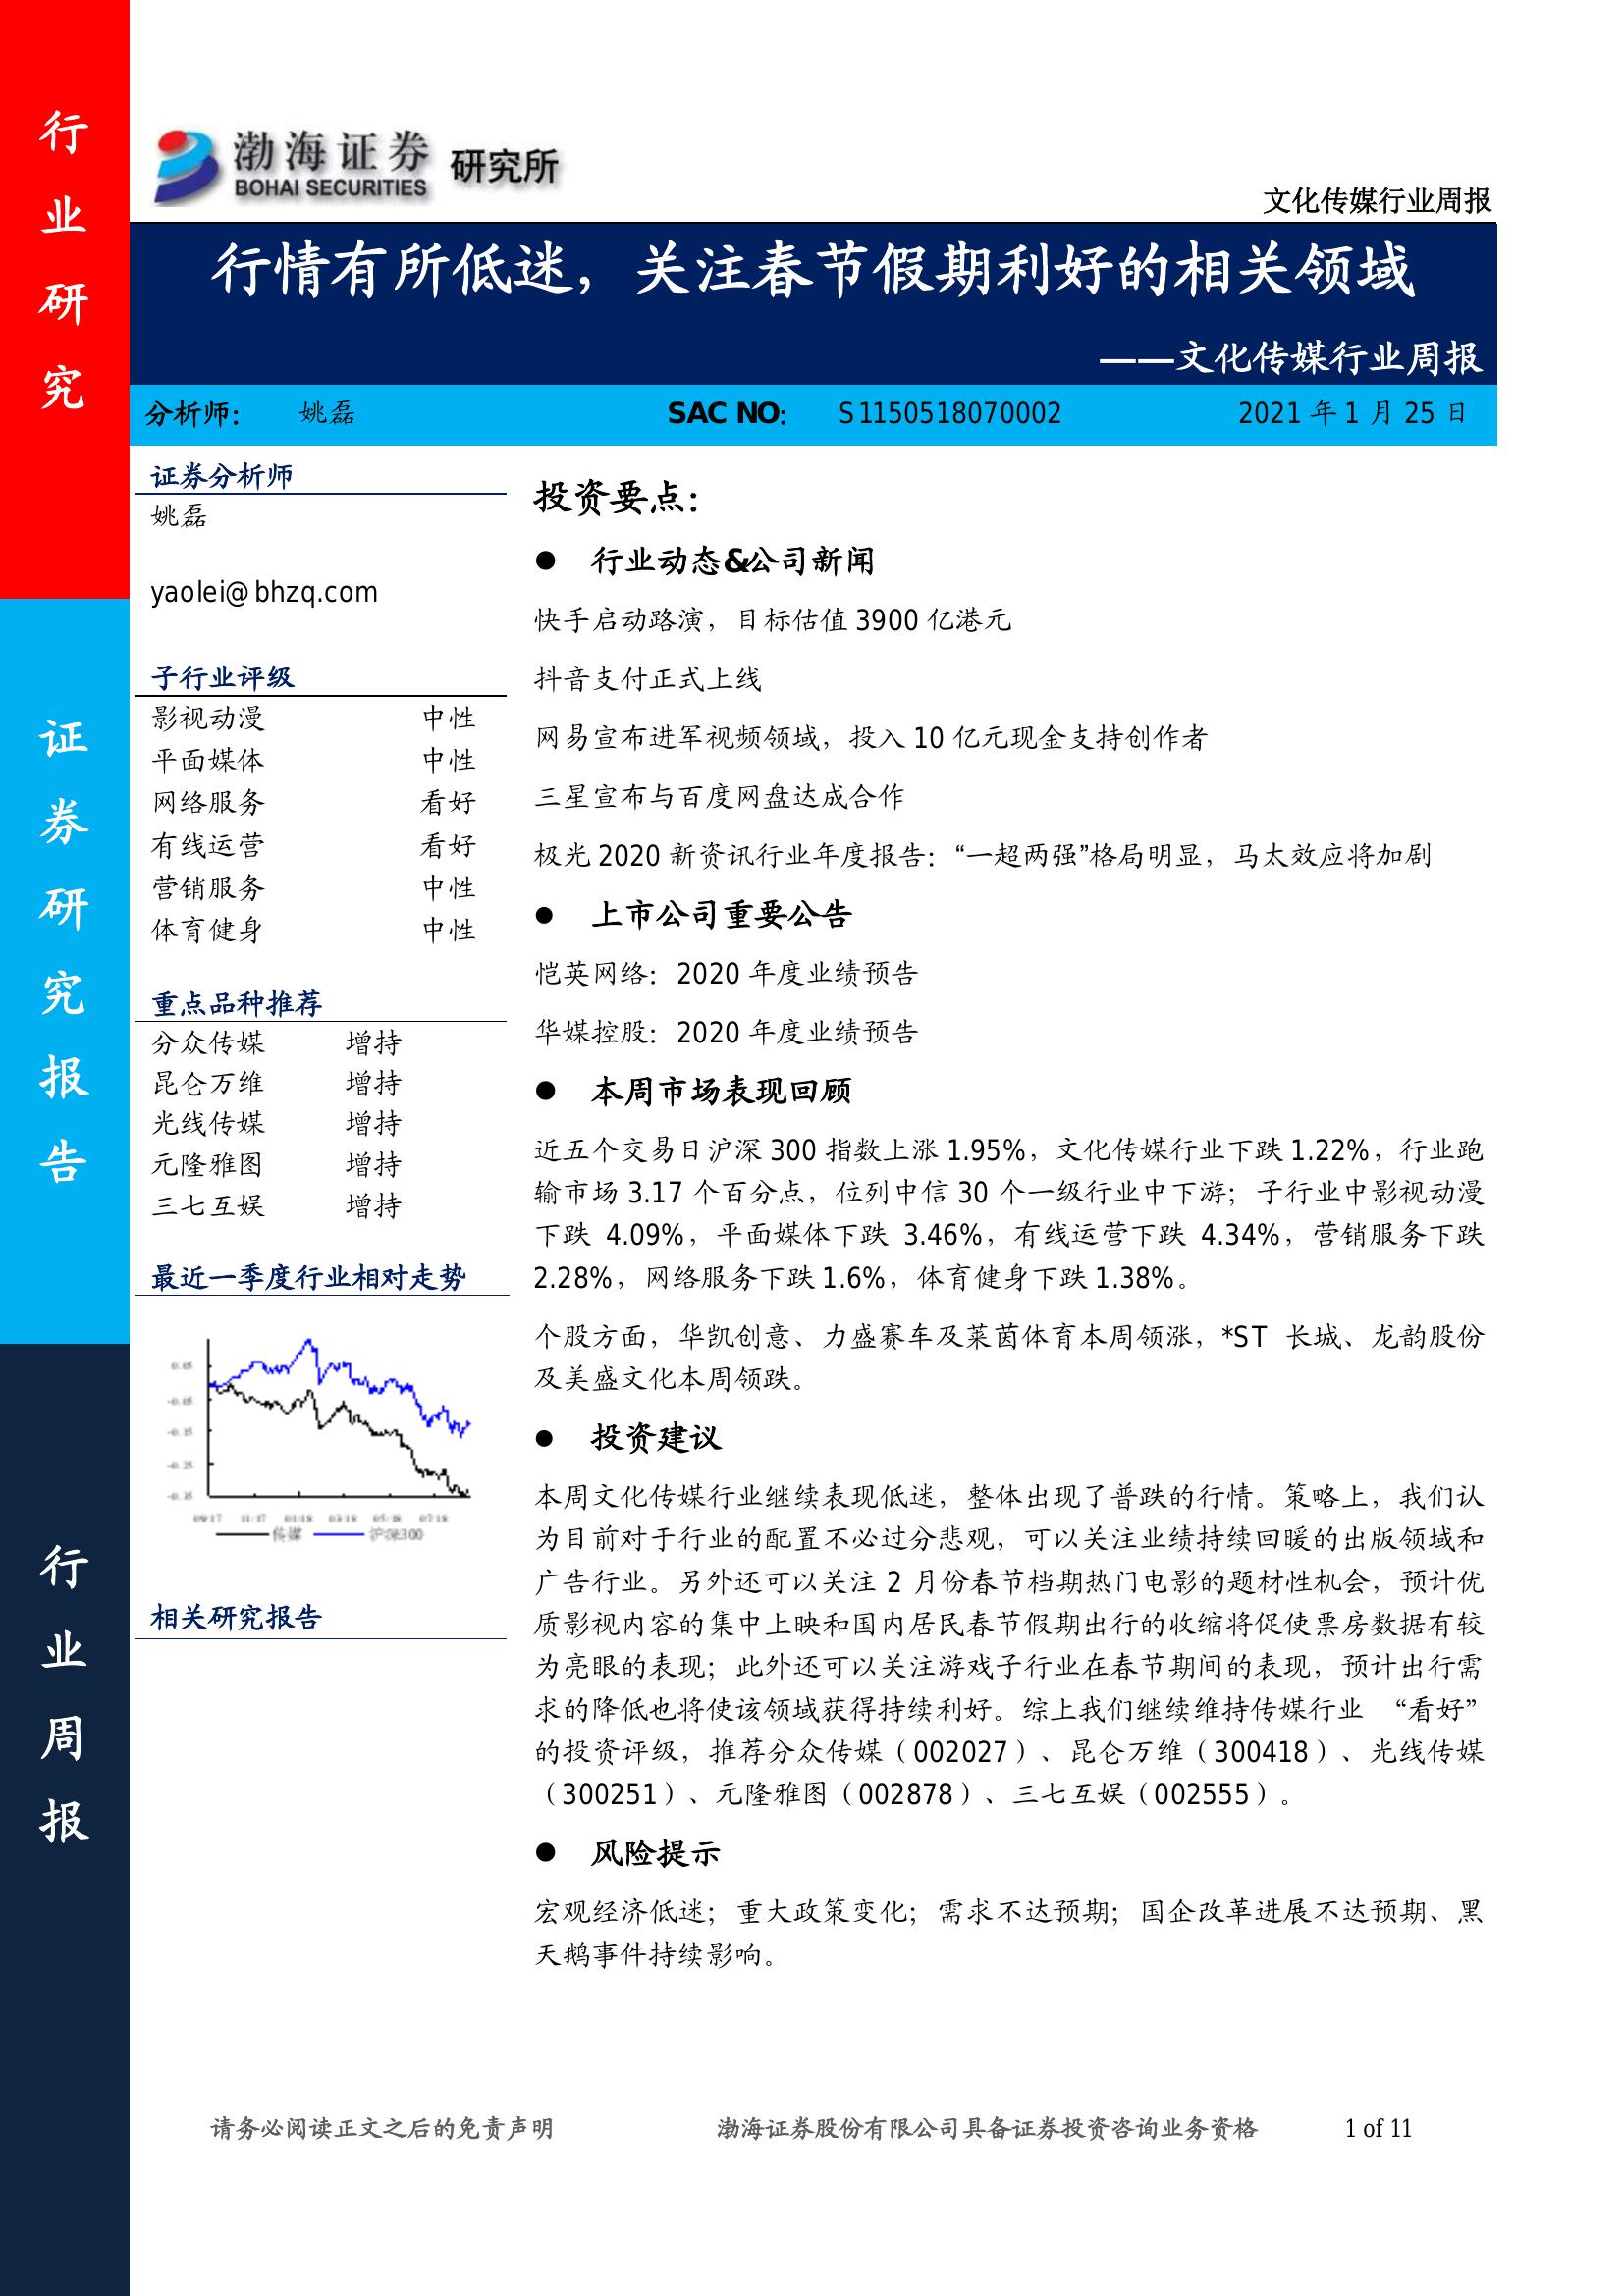 行业研究
证券研究报告
行业周报
渤海证券 研究所
BOHAI SECURITIES
文化传媒行业周报
行情有所低迷，关注春节假期利好的相关领域
——文化传媒行业周报
分析师： 姚磊 SAC NO： S1150518070002 2021 年 1 月 25 日
证券分析师
姚磊
yaolei@bhzq.com
子行业评级
影视动漫 中性
平面媒体 中性
网络服务 看好
有线运营 看好
营销服务 中性
体育健身 中性
重点品种推荐
分众传媒 增持
昆仑万维 增持
光线传媒 增持
元隆雅图 增持
三七互娱 增持
最近一季度行业相对走势
0.05
-0.05
-0.15
-0.25
-0.35
09/17 11/17 01/18 03/18 05/18 07/18
传媒 沪深300
相关研究报告
投资要点：
● 行业动态&公司新闻
快手启动路演，目标估值 3900 亿港元
抖音支付正式上线
网易宣布进军视频领域，投入 10 亿元现金支持创作者
三星宣布与百度网盘达成合作
极光 2020 新资讯行业年度报告：“一超两强”格局明显，马太效应将加剧
● 上市公司重要公告
恺英网络：2020 年度业绩预告
华媒控股：2020 年度业绩预告
● 本周市场表现回顾
近五个交易日沪深 300 指数上涨 1.95%，文化传媒行业下跌 1.22%，行业跑
输市场 3.17 个百分点，位列中信 30 个一级行业中下游；子行业中影视动漫
下跌 4.09%，平面媒体下跌 3.46%，有线运营下跌 4.34%，营销服务下跌
2.28%，网络服务下跌 1.6%，体育健身下跌 1.38%。
个股方面，华凯创意、力盛赛车及莱茵体育本周领涨，*ST 长城、龙韵股份
及美盛文化本周领跌。
● 投资建议
本周文化传媒行业继续表现低迷，整体出现了普跌的行情。策略上，我们认
为目前对于行业的配置不必过分悲观，可以关注业绩持续回暖的出版领域和
广告行业。另外还可以关注 2 月份春节档期热门电影的题材性机会，预计优
质影视内容的集中上映和国内居民春节假期出行的收缩将促使票房数据有较
为亮眼的表现；此外还可以关注游戏子行业在春节期间的表现，预计出行需
求的降低也将使该领域获得持续利好。综上我们继续维持传媒行业 “看好”
的投资评级，推荐分众传媒（002027）、昆仑万维（300418）、光线传媒
（300251）、元隆雅图（002878）、三七互娱（002555）。
● 风险提示
宏观经济低迷；重大政策变化；需求不达预期；国企改革进展不达预期、黑
天鹅事件持续影响。
请务必阅读正文之后的免责声明 渤海证券股份有限公司具备证券投资咨询业务资格 1 of 11